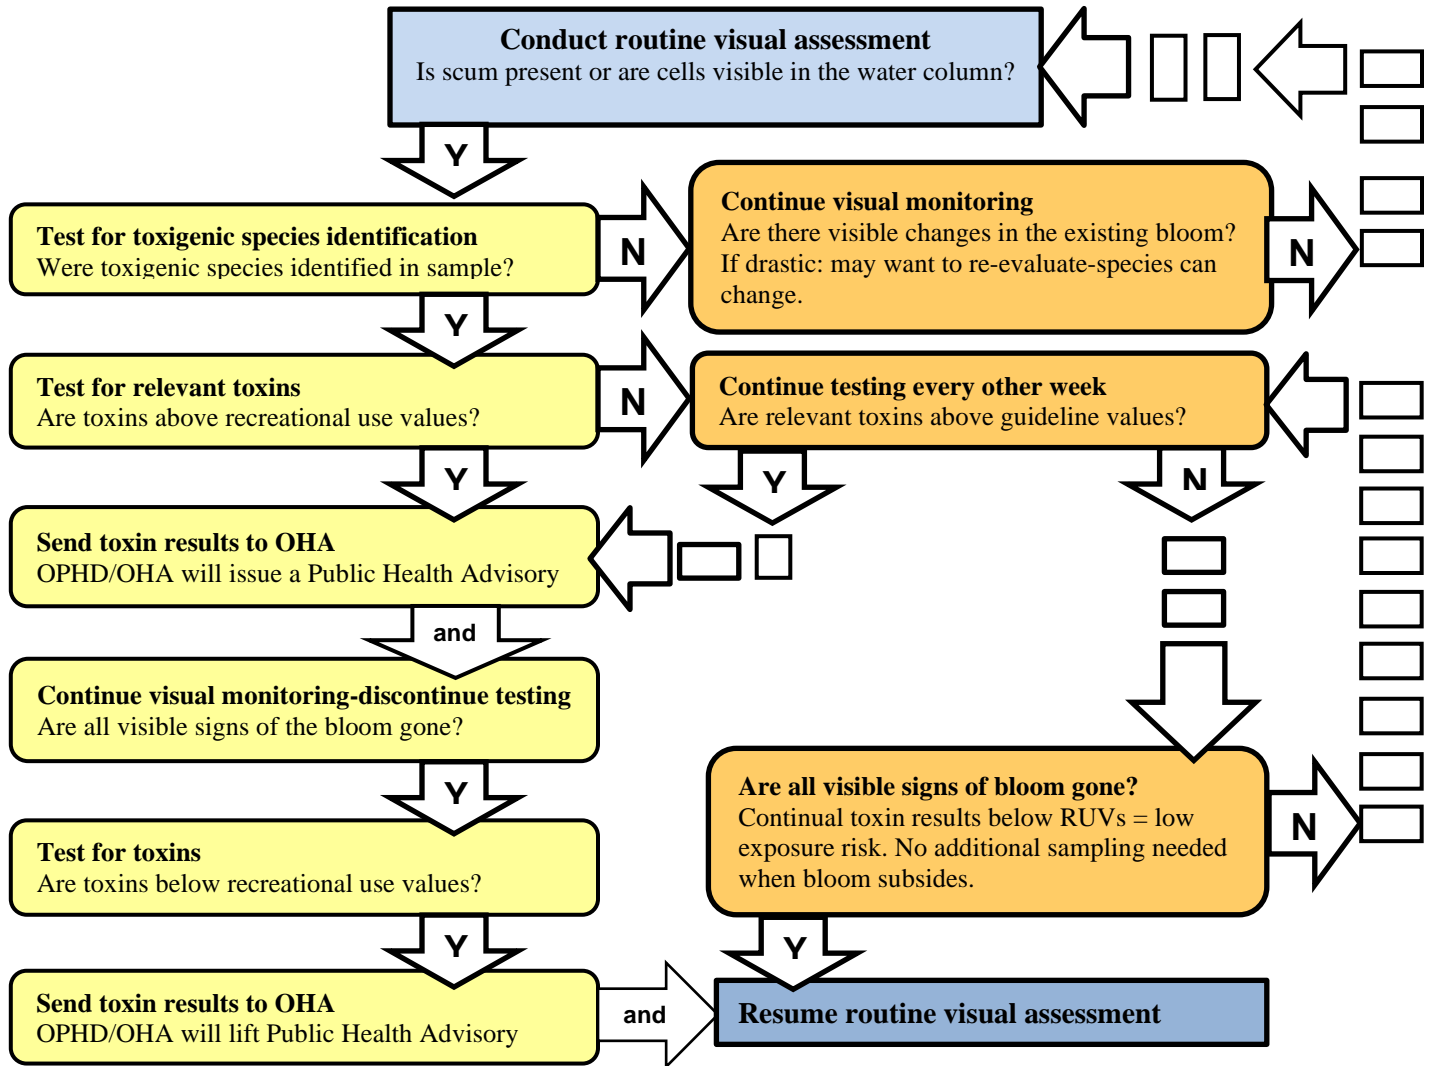 Conduct routine visual assessment
Is scum present or are cells visible in the water column?
Y
Test for toxigenic species identification
Were toxigenic species identified in sample?
N
Continue visual monitoring
Are there visible changes in the existing bloom?
If drastic: may want to re-evaluate-species can
change.
N
Y
Test for relevant toxins
Are toxins above recreational use values?
N
Continue testing every other week
Are relevant toxins above guideline values?
Y
Y
N
Send toxin results to OHA
OPHD/OHA will issue a Public Health Advisory
and
Continue visual monitoring-discontinue testing
Are all visible signs of the bloom gone?
Y
Are all visible signs of bloom gone?
Continual toxin results below RUVs = low
exposure risk. No additional sampling needed
when bloom subsides.
N
Test for toxins
Are toxins below recreational use values?
Y
Y
Send toxin results to OHA
OPHD/OHA will lift Public Health Advisory
and
Resume routine visual assessment